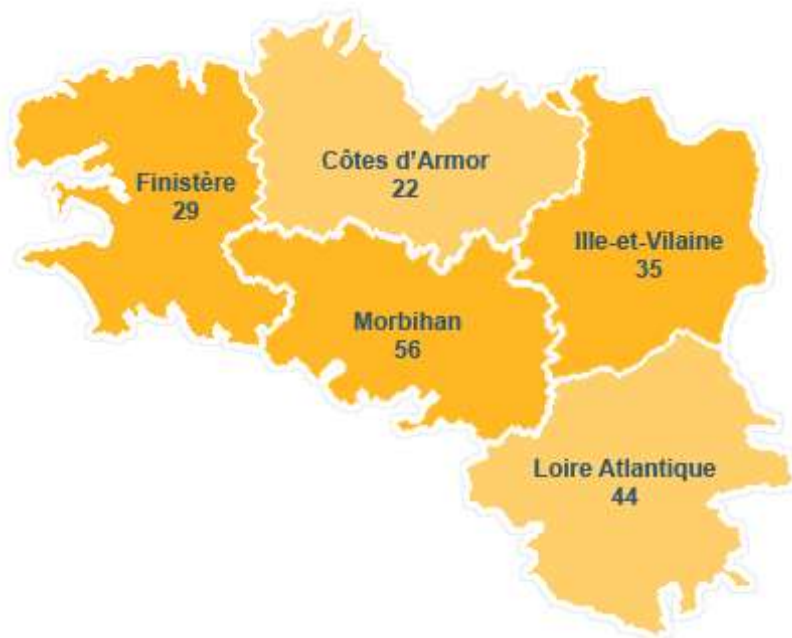 Côtes d'Armor
22
Finistère
29
Ille-et-Vilaine
35
Morbihan
56
Loire Atlantique
44